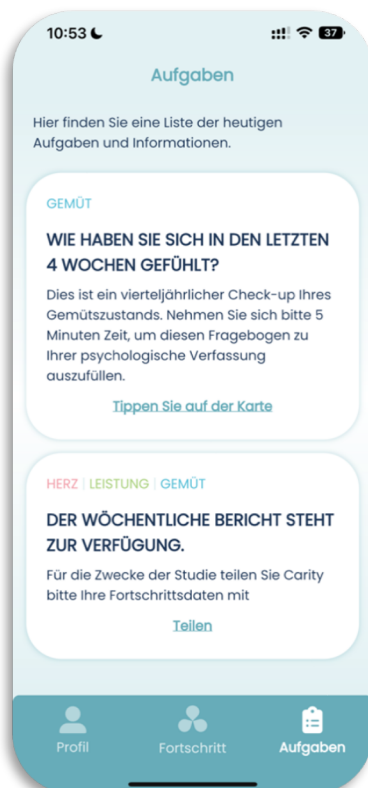 10:53
37
Aufgaben
Hier finden Sie eine Liste der heutigen
Aufgaben und Informationen.
GEMÜT
WIE HABEN SIE SICH IN DEN LETZTEN
4 WOCHEN GEFÜHLT?
Dies ist ein vierteljährlicher Check-up Ihres
Gemütszustands. Nehmen Sie sich bitte 5
Minuten Zeit, um diesen Fragebogen zu
Ihrer psychologische Verfassung
auszufüllen.
Tippen Sie auf der Karte
HERZ | LEISTUNG | GEMÜT
DER WÖCHENTLICHE BERICHT STEHT
ZUR VERFÜGUNG.
Für die Zwecke der Studie teilen Sie Carity
bitte Ihre Fortschrittsdaten mit
Teilen
Profil
Fortschritt
Aufgaben